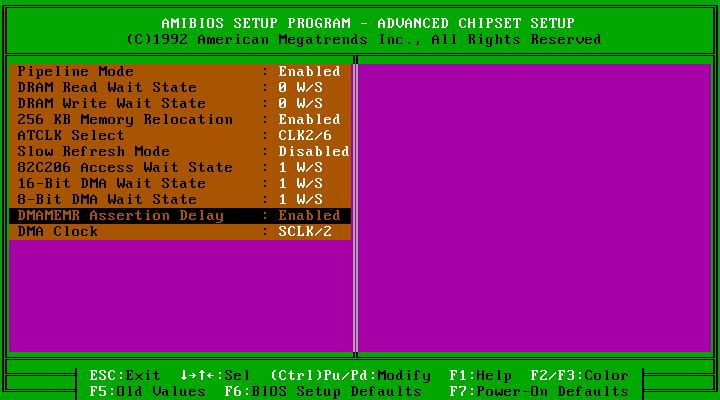 AMIBIOS SETUP PROGRAM - ADVANCED CHIPSET SETUP
(C)1992 American Megatrends Inc., All Rights Reserved
Pipeline Mode : Enabled
DRAM Read Wait State : 0 W/S
DRAM Write Wait State : 0 W/S
256 KB Memory Relocation : Enabled
ATCLK Select : CLK2/6
Slow Refresh Mode : Disabled
82C206 Access Wait State : 1 W/S
16-Bit DMA Wait State : 1 W/S
8-Bit DMA Wait State : 1 W/S
DMAMEMR Assertion Delay : Enabled
DMA Clock : SCLK/2
ESC:Exit ↓→↑←:Sel (Ctrl)Pu/Pd:Modify F1:Help F2/F3:Color
F5:Old Values F6:BIOS Setup Defaults F7:Power-On Defaults